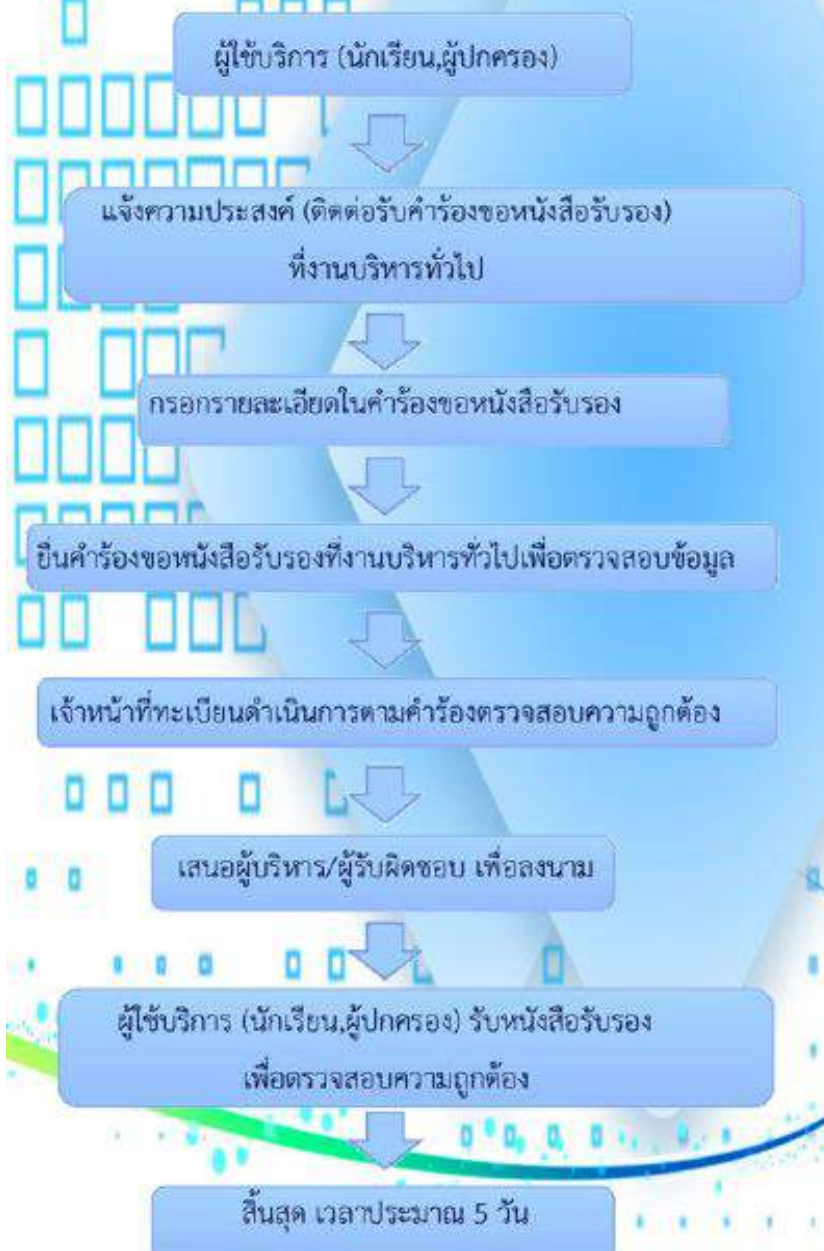 ผู้ใช้บริการ (นักเรียน,ผู้ปกครอง)
แจ้งความประสงค์ (ติดต่อรับคำร้องขอหนังสือรับรอง)
ที่งานบริหารทั่วไป
กรอกรายละเอียดในคำร้องขอหนังสือรับรอง
ยื่นคำร้องขอหนังสือรับรองที่งานบริหารทั่วไปเพื่อตรวจสอบข้อมูล
เจ้าหน้าที่ทะเบียนดำเนินการตามคำร้องตรวจสอบความถูกต้อง
เสนอผู้บริหาร/ผู้รับผิดชอบ เพื่อลงนาม
ผู้ใช้บริการ (นักเรียน,ผู้ปกครอง) รับหนังสือรับรอง
เพื่อตรวจสอบความถูกต้อง
สิ้นสุด เวลาประมาณ 5 วัน